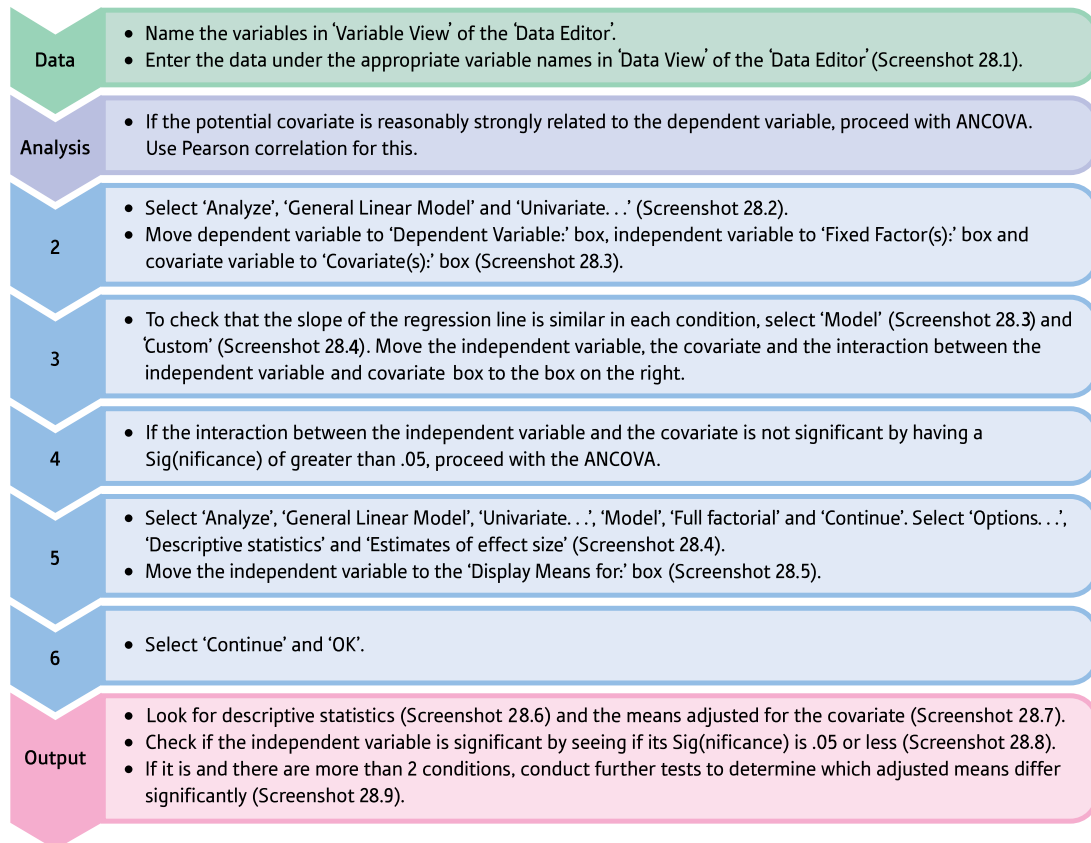 Data
• Name the variables in ‘Variable View’ of the ‘Data Editor’.
• Enter the data under the appropriate variable names in ‘Data View’ of the ‘Data Editor’ (Screenshot 28.1).
Analysis
• If the potential covariate is reasonably strongly related to the dependent variable, proceed with ANCOVA.
Use Pearson correlation for this.
2
• Select ‘Analyze’, ‘General Linear Model’ and ‘Univariate. . .’ (Screenshot 28.2).
• Move dependent variable to ‘Dependent Variable:’ box, independent variable to ‘Fixed Factor(s):’ box and
covariate variable to ‘Covariate(s):’ box (Screenshot 28.3).
3
• To check that the slope of the regression line is similar in each condition, select ‘Model’ (Screenshot 28.3) and
‘Custom’ (Screenshot 28.4). Move the independent variable, the covariate and the interaction between the
independent variable and covariate box to the box on the right.
4
• If the interaction between the independent variable and the covariate is not significant by having a
Sig(nificance) of greater than .05, proceed with the ANCOVA.
5
• Select ‘Analyze’, ‘General Linear Model’, ‘Univariate. . .’, ‘Model’, ‘Full factorial’ and ‘Continue’. Select ‘Options. . .’,
‘Descriptive statistics’ and ‘Estimates of effect size’ (Screenshot 28.4).
• Move the independent variable to the ‘Display Means for:’ box (Screenshot 28.5).
6
• Select ‘Continue’ and ‘OK’.
Output
• Look for descriptive statistics (Screenshot 28.6) and the means adjusted for the covariate (Screenshot 28.7).
• Check if the independent variable is significant by seeing if its Sig(nificance) is .05 or less (Screenshot 28.8).
• If it is and there are more than 2 conditions, conduct further tests to determine which adjusted means differ
significantly (Screenshot 28.9).